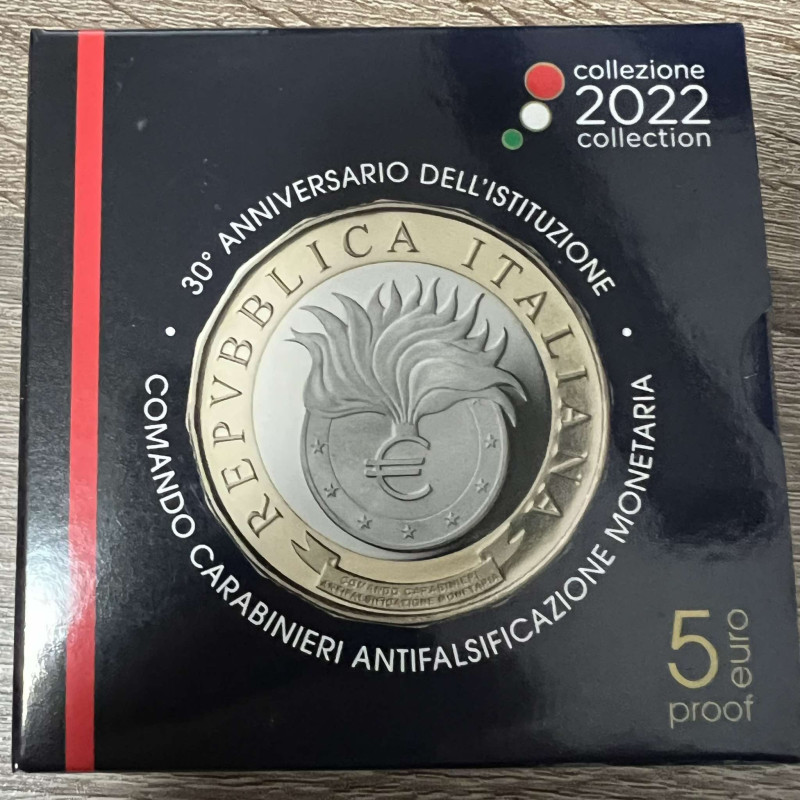 collezione
2022
collection
30° ANNIVERSARIO DELL'ISTITUZIONE
COMANDO CARABINIERI ANTIFALSIFICAZIONE MONETARIA
REPVBBLICA ITALIANA
€
COMANDO CARABINIERI
ANTIFALSIFICAZIONE MONETARIA
5 euro
proof